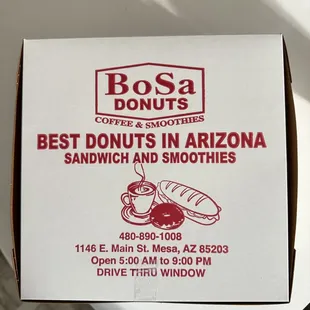 BoSa
DONUTS
COFFEE & SMOOTHIES
BEST DONUTS IN ARIZONA
SANDWICH AND SMOOTHIES
480-890-1008
1146 E. Main St. Mesa, AZ 85203
Open 5:00 AM to 9:00 PM
DRIVE THRU WINDOW